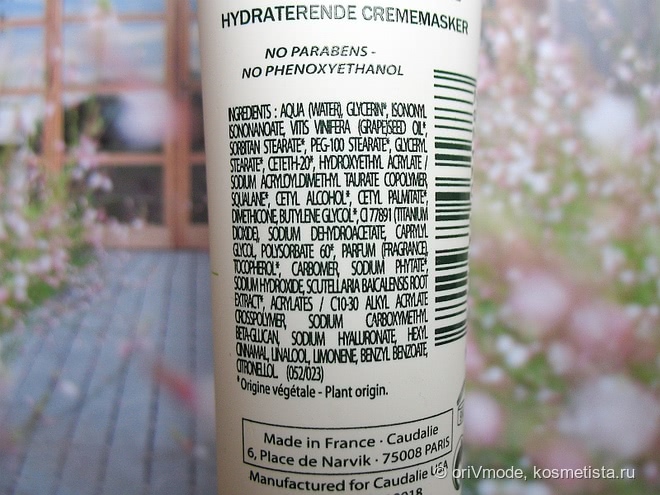 HYDRATERENDE CREMEMASKER
NO PARABENS -
NO PHENOXYETHANOL
INGREDIENTS : AQUA (WATER), GLYCERIN*, ISONONYL
ISONONANOATE, VITIS VINIFERA (GRAPE)SEED OIL*,
SORBITAN STEARATE*, PEG-100 STEARATE*, GLYCERYL
STEARATE*, CETETH-20*, HYDROXYETHYL ACRYLATE /
SODIUM ACRYLOYLDIMETHYL TAURATE COPOLYMER
SQUALANE*, CETYL ALCOHOL*, CETYL PALMITATE*,
DIMETHICONE, BUTYLENE GLYCOL*, CI 77891 (TITANIUM
DIOXIDE), SODIUM DEHYDROACETATE, CAPRYLYL
GLYCOL, POLYSORBATE 60*, PARFUM (FRAGRANCE),
TOCOPHEROL*, CARBOMER, SODIUM PHYTATE*,
SODIUM HYDROXIDE, SCUTELLARIA BAICALENSIS ROOT
EXTRACT*, ACRYLATES / C10-30 ALKYL ACRYLATE
CROSSPOLYMER, SODIUM CARBOXYMETHYL
BETA-GLUCAN, SODIUM HYALURONATE, HEXYL
CINNAMAL, LINALOOL, LIMONENE, BENZYL BENZOATE,
CITRONELLOL. (052/023)
* Origine végétale - Plant origin.
Made in France · Caudalie
6, Place de Narvik · 75008 PARIS
Manufactured for Caudalie USA
2018
© oriVmode, kosmetista.ru